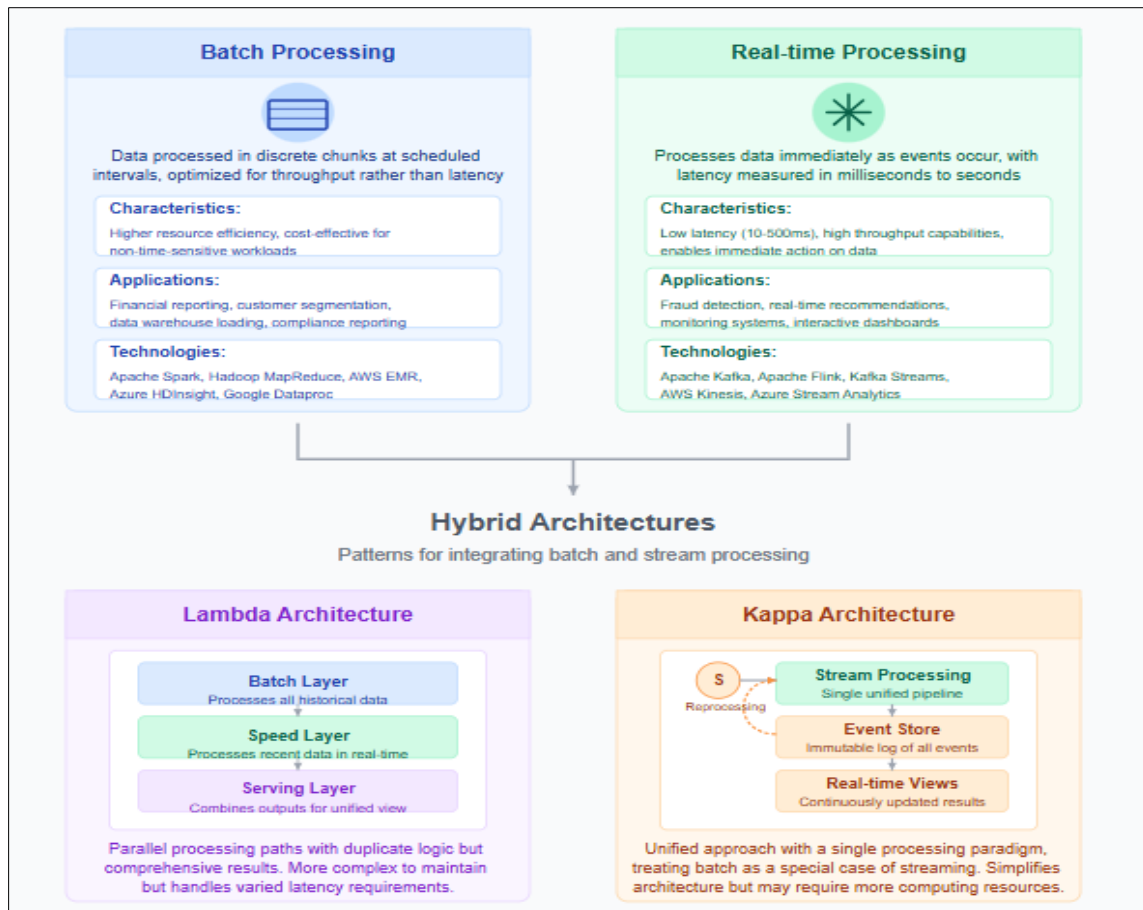 Batch Processing
Data processed in discrete chunks at scheduled
intervals, optimized for throughput rather than latency
Characteristics:
Higher resource efficiency, cost-effective for
non-time-sensitive workloads
Applications:
Financial reporting, customer segmentation,
data warehouse loading, compliance reporting
Technologies:
Apache Spark, Hadoop MapReduce, AWS EMR,
Azure HDInsight, Google Dataproc
Real-time Processing
Processes data immediately as events occur, with
latency measured in milliseconds to seconds
Characteristics:
Low latency (10-500ms), high throughput capabilities,
enables immediate action on data
Applications:
Fraud detection, real-time recommendations,
monitoring systems, interactive dashboards
Technologies:
Apache Kafka, Apache Flink, Kafka Streams,
AWS Kinesis, Azure Stream Analytics
Hybrid Architectures
Patterns for integrating batch and stream processing
Lambda Architecture
Batch Layer
Processes all historical data
Speed Layer
Processes recent data in real-time
Serving Layer
Combines outputs for unified view
Parallel processing paths with duplicate logic but
comprehensive results. More complex to maintain
but handles varied latency requirements.
Kappa Architecture
S
Reprocessing
Stream Processing
Single unified pipeline
Event Store
Immutable log of all events
Real-time Views
Continuously updated results
Unified approach with a single processing paradigm,
treating batch as a special case of streaming. Simplifies
architecture but may require more computing resources.